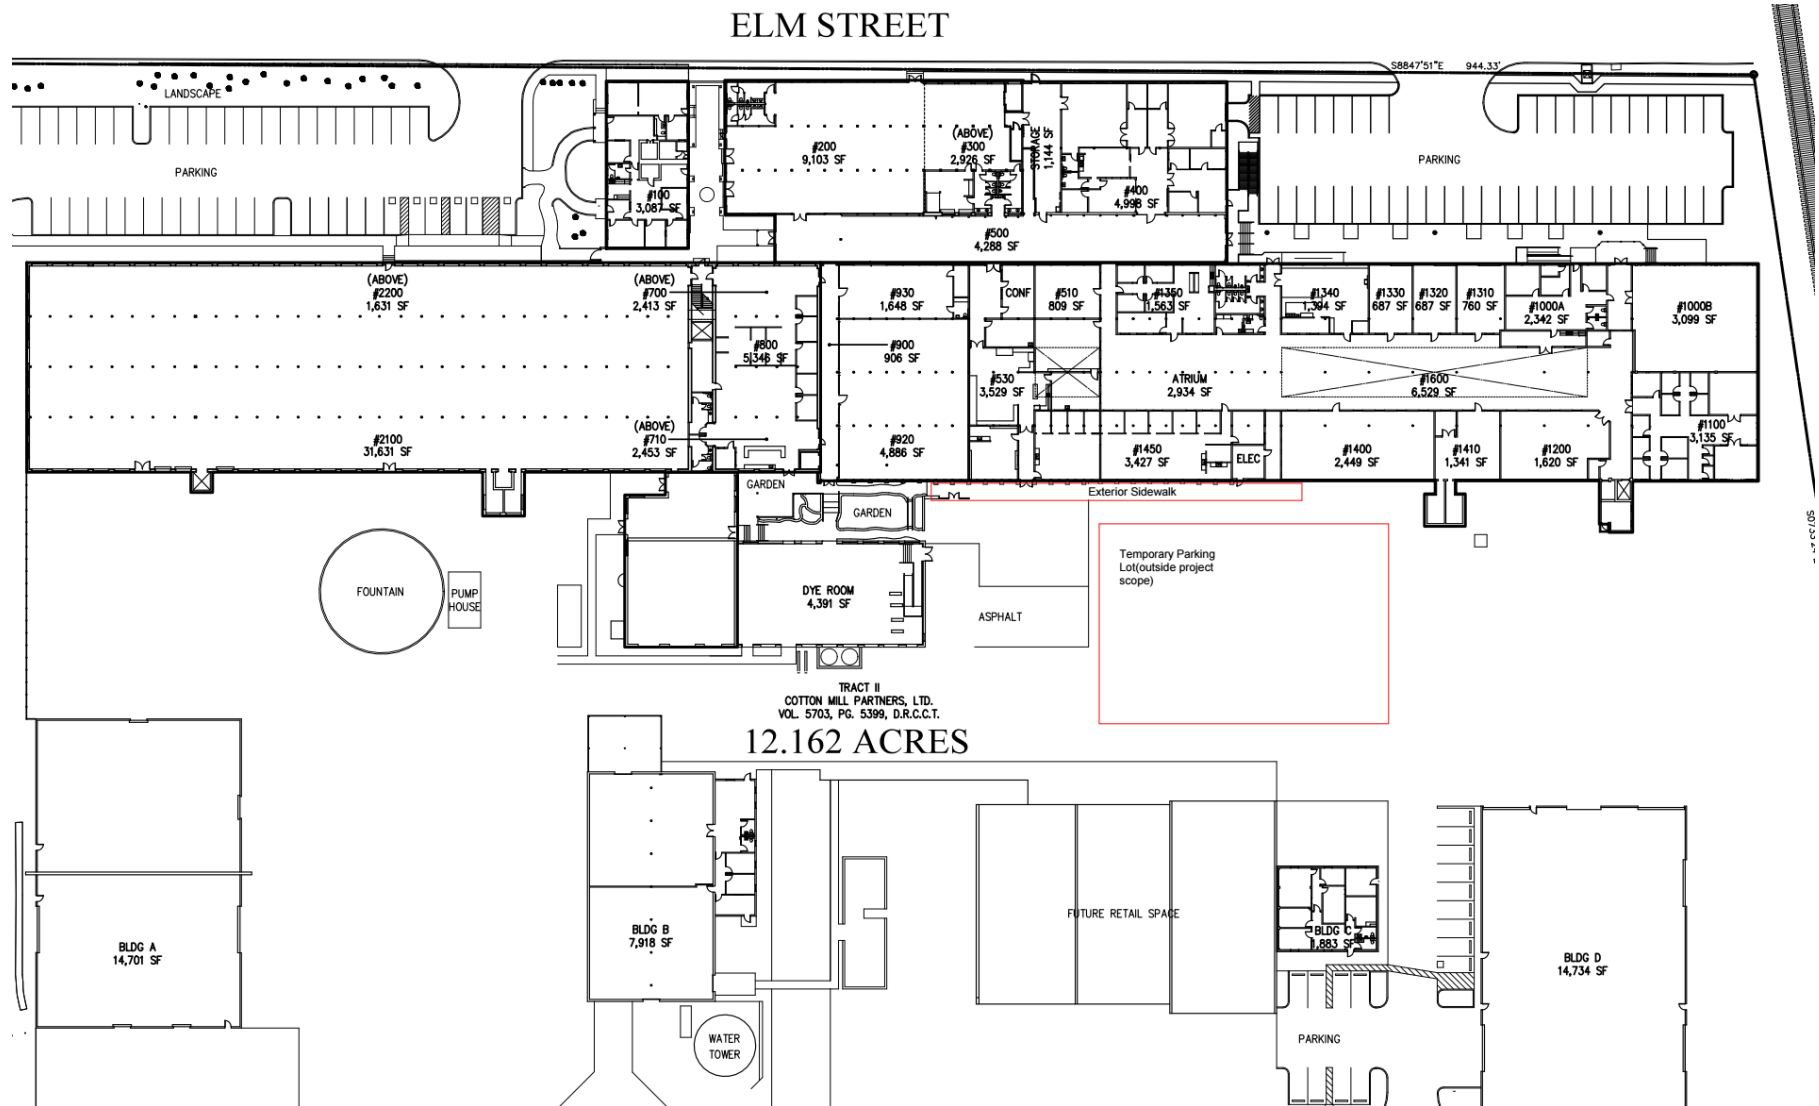 ELM STREET
S8847'51"E 944.33'
LANDSCAPE
PARKING
#100
3,087 SF
#200
9,103 SF
(ABOVE)
#300
2,926 SF
STORAGE
1,144 SF
#400
4,998 SF
#500
4,288 SF
PARKING
(ABOVE)
#2200
1,631 SF
(ABOVE)
#700
2,413 SF
#800
5,346 SF
#930
1,648 SF
#900
906 SF
CONF
#510
809 SF
#1350
1,563 SF
#1340
1,394 SF
#1330
687 SF
#1320
687 SF
#1310
760 SF
#1000A
2,342 SF
#1000B
3,099 SF
#530
3,529 SF
ATRIUM
2,934 SF
#1600
6,529 SF
#2100
31,631 SF
(ABOVE)
#710
2,453 SF
#920
4,886 SF
#1450
3,427 SF
ELEC
#1400
2,449 SF
#1410
1,341 SF
#1200
1,620 SF
#1100
3,135 SF
GARDEN
GARDEN
Exterior Sidewalk
FOUNTAIN
PUMP
HOUSE
DYE ROOM
4,391 SF
ASPHALT
Temporary Parking
Lot(outside project
scope)
TRACT II
COTTON MILL PARTNERS, LTD.
VOL. 5703, PG. 5399, D.R.C.C.T.
12.162 ACRES
BLDG A
14,701 SF
BLDG B
7,918 SF
FUTURE RETAIL SPACE
BLDG C
1,883 SF
BLDG D
14,734 SF
WATER
TOWER
PARKING